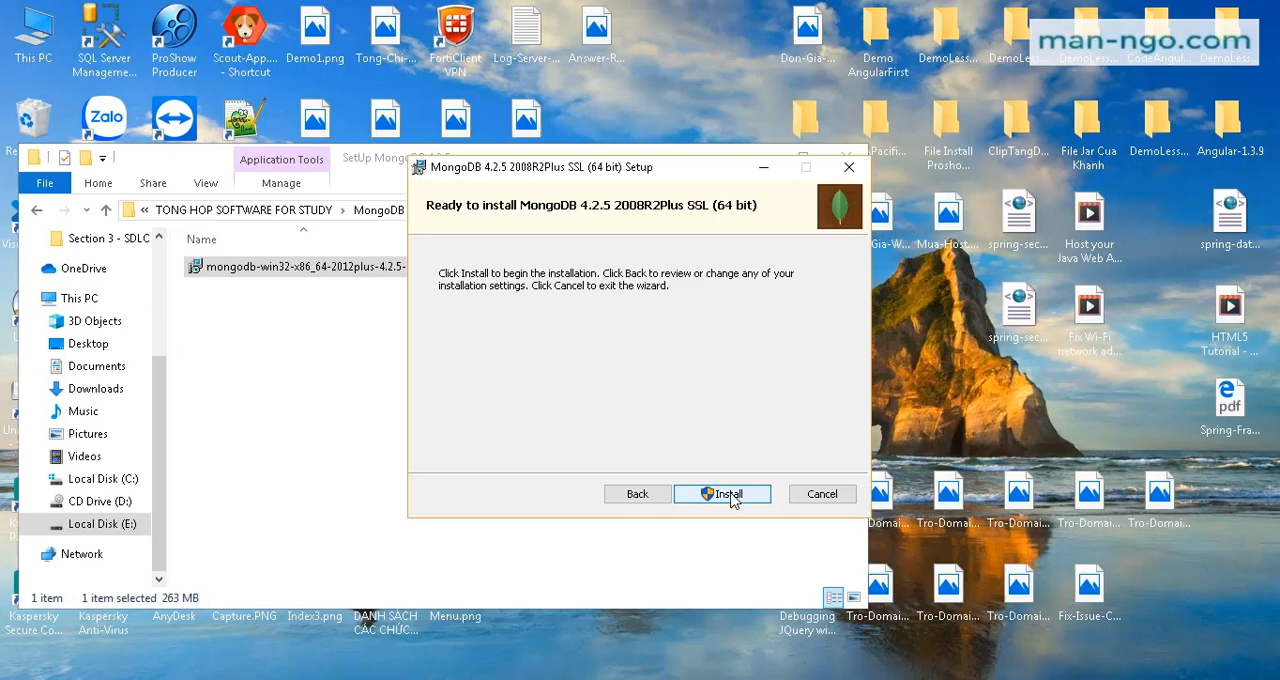 This PC
SQL Server
Manageme...
ProShow
Producer
Scout-App...
- Shortcut
Demo1.png
Tong-Chi-...
FortiClient
VPN
Log-Server-...
Answer-R...
Don-Gia-...
Demo
AngularFirst
DemoLess...
DemoLess...
CodeAngul...
DemoLess...
man-ngo.com
Zalo
File Install
Prosho...
ClipTangD...
File Jar Cua
Khanh
DemoLess...
Angular-1.3.9
Application Tools
MongoDB 4.2.5 2008R2Plus SSL (64 bit) Setup
File
Home
Share
View
Manage
« TONG HOP SOFTWARE FOR STUDY > MongoDB
Ready to install MongoDB 4.2.5 2008R2Plus SSL (64 bit)
Section 3 - SDLC
Name
OneDrive
mongodb-win32-x86_64-2012plus-4.2.5-
Click Install to begin the installation. Click Back to review or change any of your
installation settings. Click Cancel to exit the wizard.
This PC
3D Objects
Desktop
Documents
Downloads
Music
Pictures
Videos
Local Disk (C:)
CD Drive (D:)
Local Disk (E:)
Network
Back
Install
Cancel
1 item
1 item selected 263 MB
Mua-Host...
spring-sec...
Host your
Java Web A...
spring-dat...
spring-sec...
Fix Wi-Fi
network ad...
HTML5
Tutorial - ...
pdf
Spring-Fra...
Tro-Domai...
Tro-Domai...
Tro-Domai...
Tro-Domai...
Kaspersky
Secure Co...
Kaspersky
Anti-Virus
AnyDesk
Capture.PNG
Index3.png
DANH SÁCH
CÁC CHỨC...
Menu.png
Debugging
JQuery wi...
Tro-Domai...
Tro-Domai...
Tro-Domai...
Fix-Issue-C...